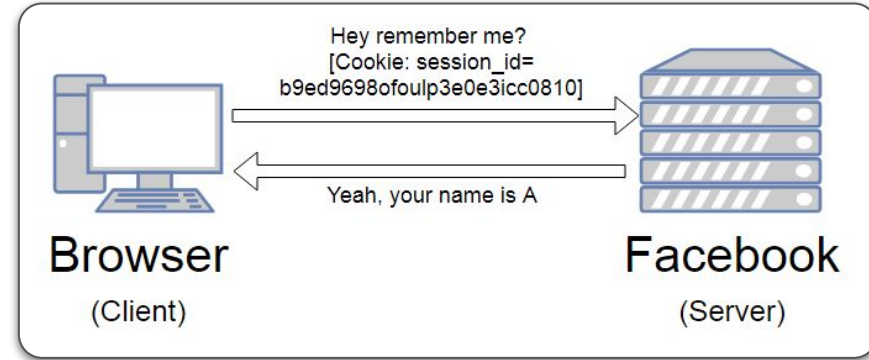 Hey remember me?
[Cookie: session_id=
b9ed9698ofoulp3e0e3icc0810]
Yeah, your name is A
Browser
(Client)
Facebook
(Server)